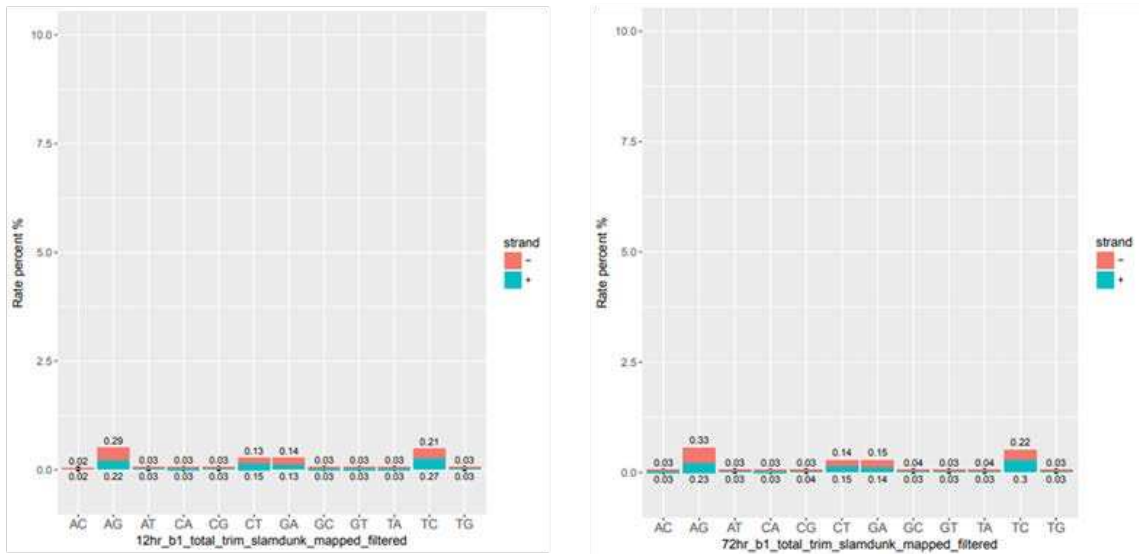 10.0
7.5
5.0
2.5
0.0
Rate percent %
0.02 0.29 0.03 0.03 0.03 0.13 0.14 0.03 0.03 0.03 0.21 0.03
0.02 0.22 0.03 0.03 0.03 0.15 0.13 0.03 0.03 0.03 0.27 0.03
AC AG AT CA CG CT GA GC GT TA TC TG
12hr_b1_total_trim_slamdunk_mapped_filtered
strand
-
+
10.0
7.5
5.0
2.5
0.0
Rate percent %
0.03 0.33 0.03 0.03 0.03 0.14 0.15 0.04 0.03 0.04 0.22 0.03
0.03 0.23 0.03 0.03 0.04 0.15 0.14 0.03 0.03 0.03 0.3 0.03
AC AG AT CA CG CT GA GC GT TA TC TG
72hr_b1_total_trim_slamdunk_mapped_filtered
strand
-
+